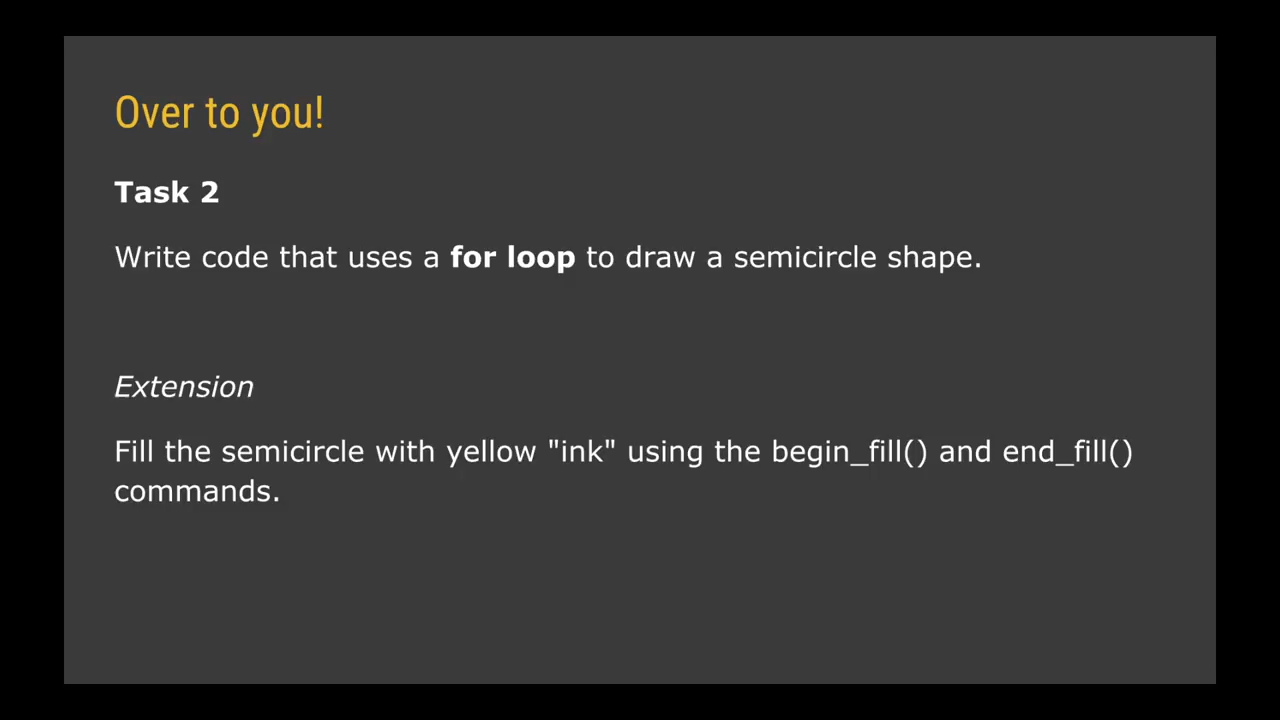 Over to you!
Task 2
Write code that uses a for loop to draw a semicircle shape.
Extension
Fill the semicircle with yellow "ink" using the begin_fill() and end_fill()
commands.